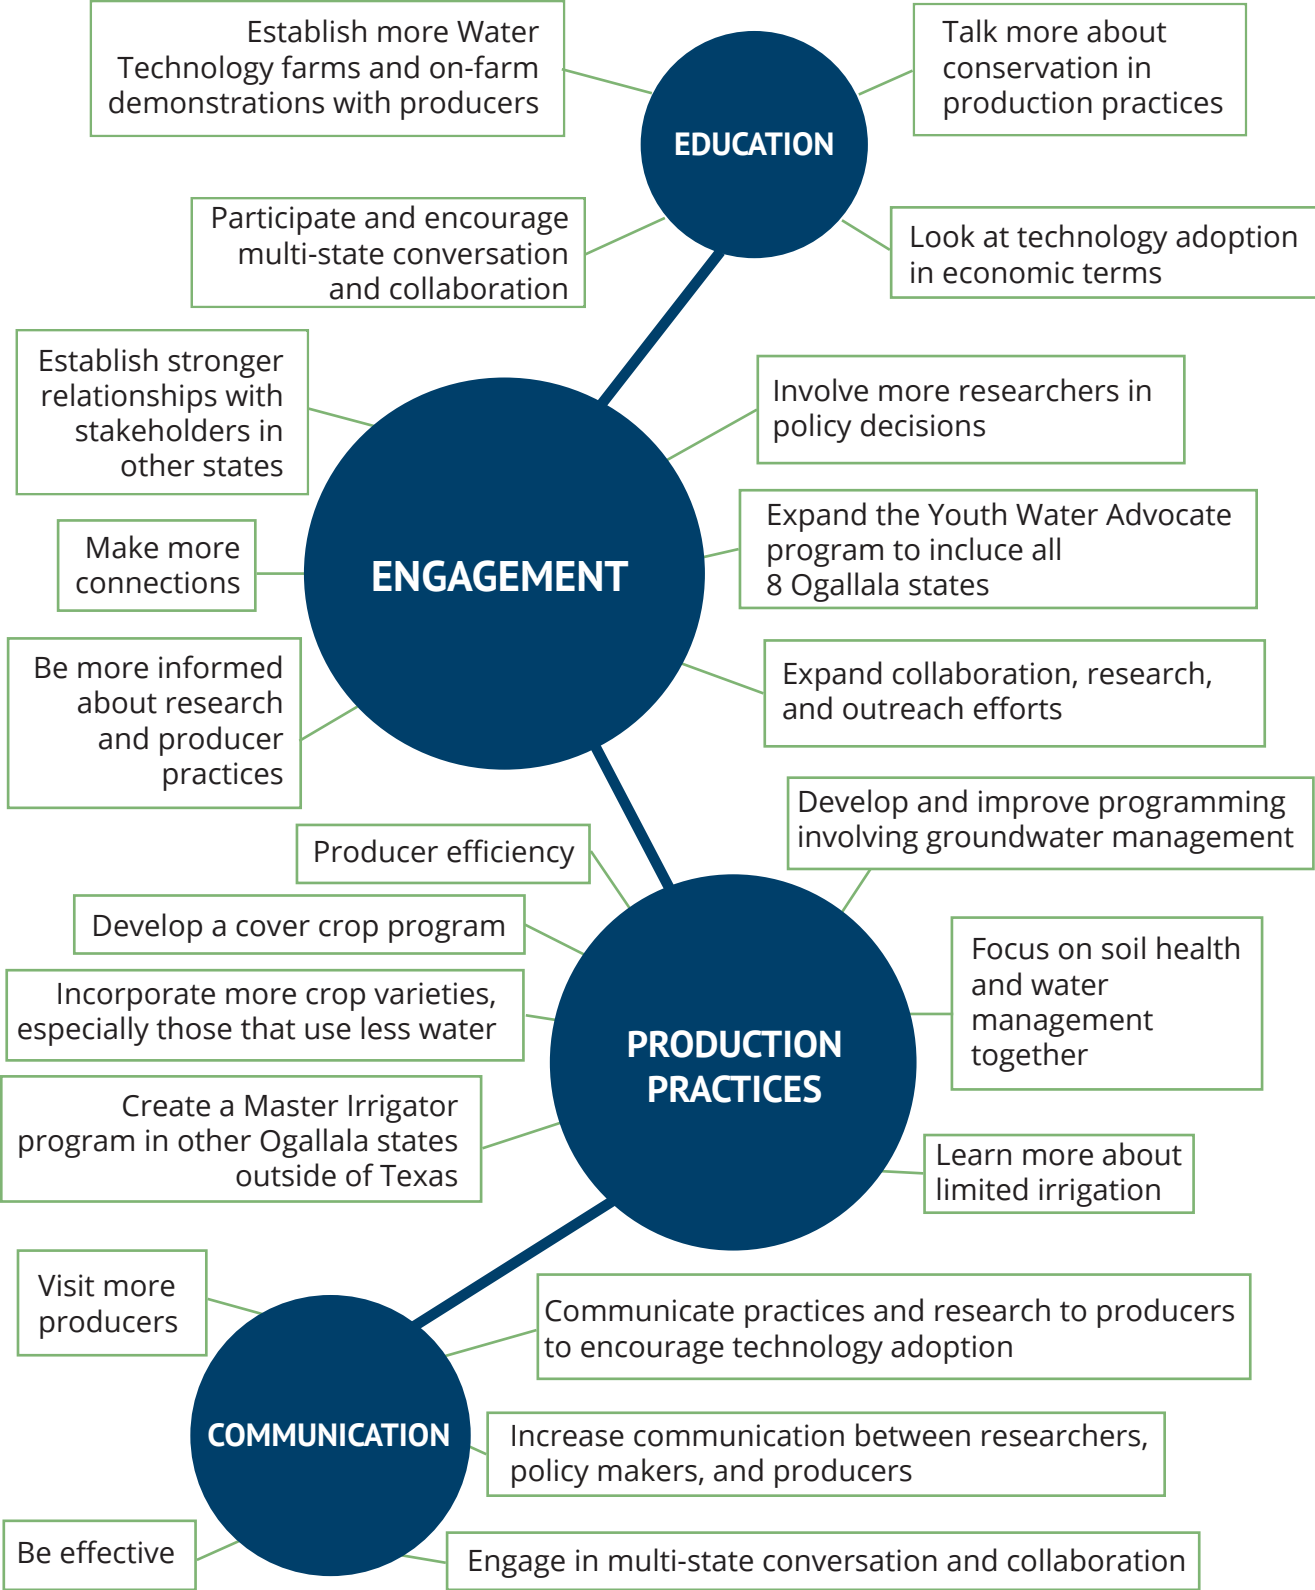 Establish more Water
Technology farms and on-farm
demonstrations with producers
Talk more about
conservation in
production practices
EDUCATION
Participate and encourage
multi-state conversation
and collaboration
Look at technology adoption
in economic terms
Establish stronger
relationships with
stakeholders in
other states
Involve more researchers in
policy decisions
Make more
connections
ENGAGEMENT
Expand the Youth Water Advocate
program to incluce all
8 Ogallala states
Be more informed
about research
and producer
practices
Expand collaboration, research,
and outreach efforts
Producer efficiency
Develop and improve programming
involving groundwater management
Develop a cover crop program
Incorporate more crop varieties,
especially those that use less water
PRODUCTION
PRACTICES
Focus on soil health
and water
management
together
Create a Master Irrigator
program in other Ogallala states
outside of Texas
Learn more about
limited irrigation
Visit more
producers
Communicate practices and research to producers
to encourage technology adoption
COMMUNICATION
Increase communication between researchers,
policy makers, and producers
Be effective
Engage in multi-state conversation and collaboration